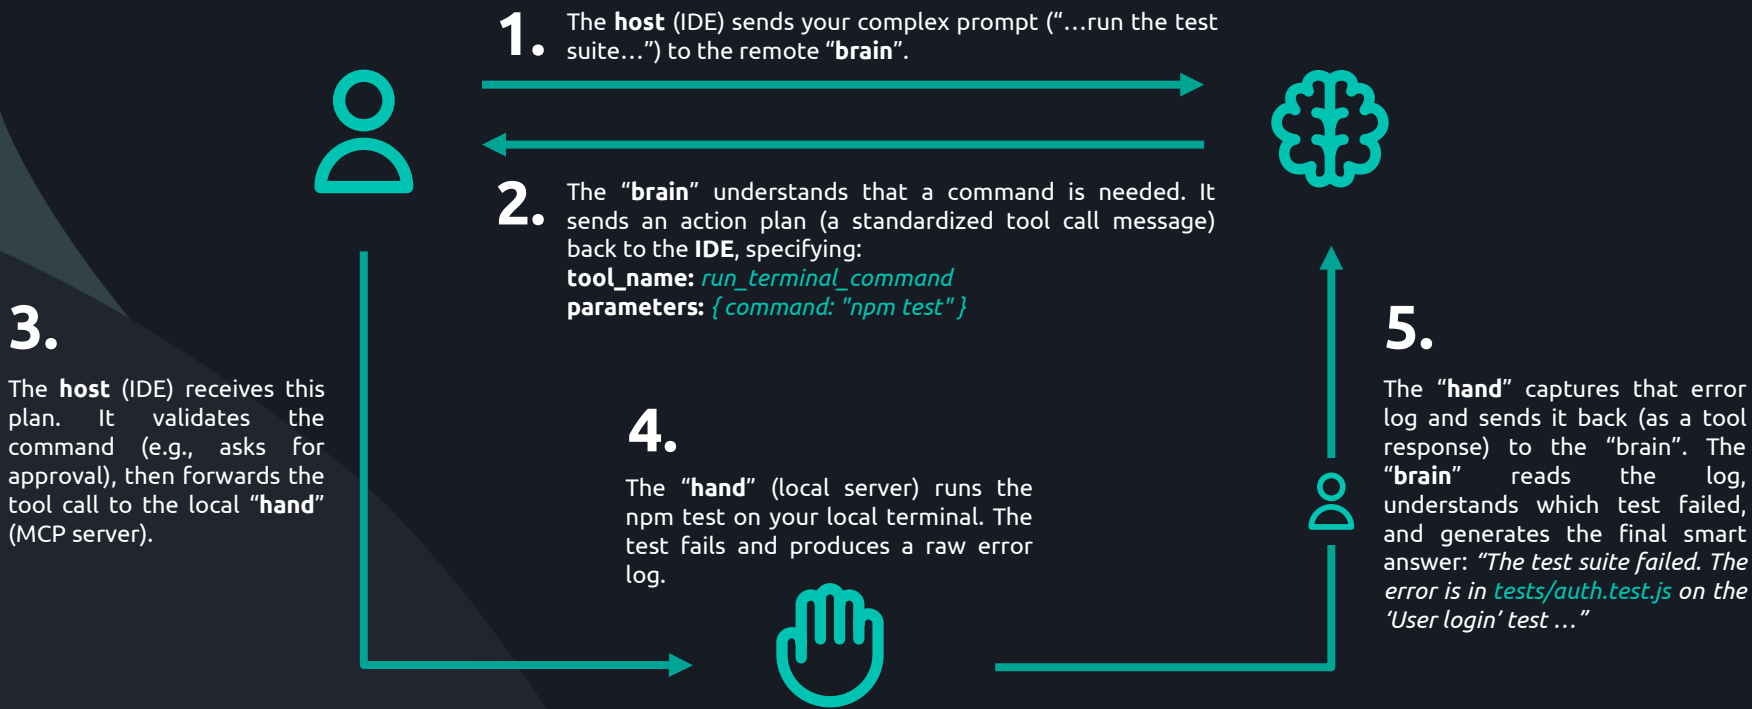 1.
The host (IDE) sends your complex prompt (“…run the test
suite…”) to the remote “brain”.
2.
The “brain” understands that a command is needed. It
sends an action plan (a standardized tool call message)
back to the IDE, specifying:
tool_name: run_terminal_command
parameters: { command: "npm test" }
3.
The host (IDE) receives this
plan. It validates the
command (e.g., asks for
approval), then forwards the
tool call to the local “hand”
(MCP server).
4.
The “hand” (local server) runs the
npm test on your local terminal. The
test fails and produces a raw error
log.
5.
The “hand” captures that error
log and sends it back (as a tool
response) to the “brain”. The
“brain” reads the log,
understands which test failed,
and generates the final smart
answer: “The test suite failed. The
error is in tests/auth.test.js on the
‘User login’ test …”